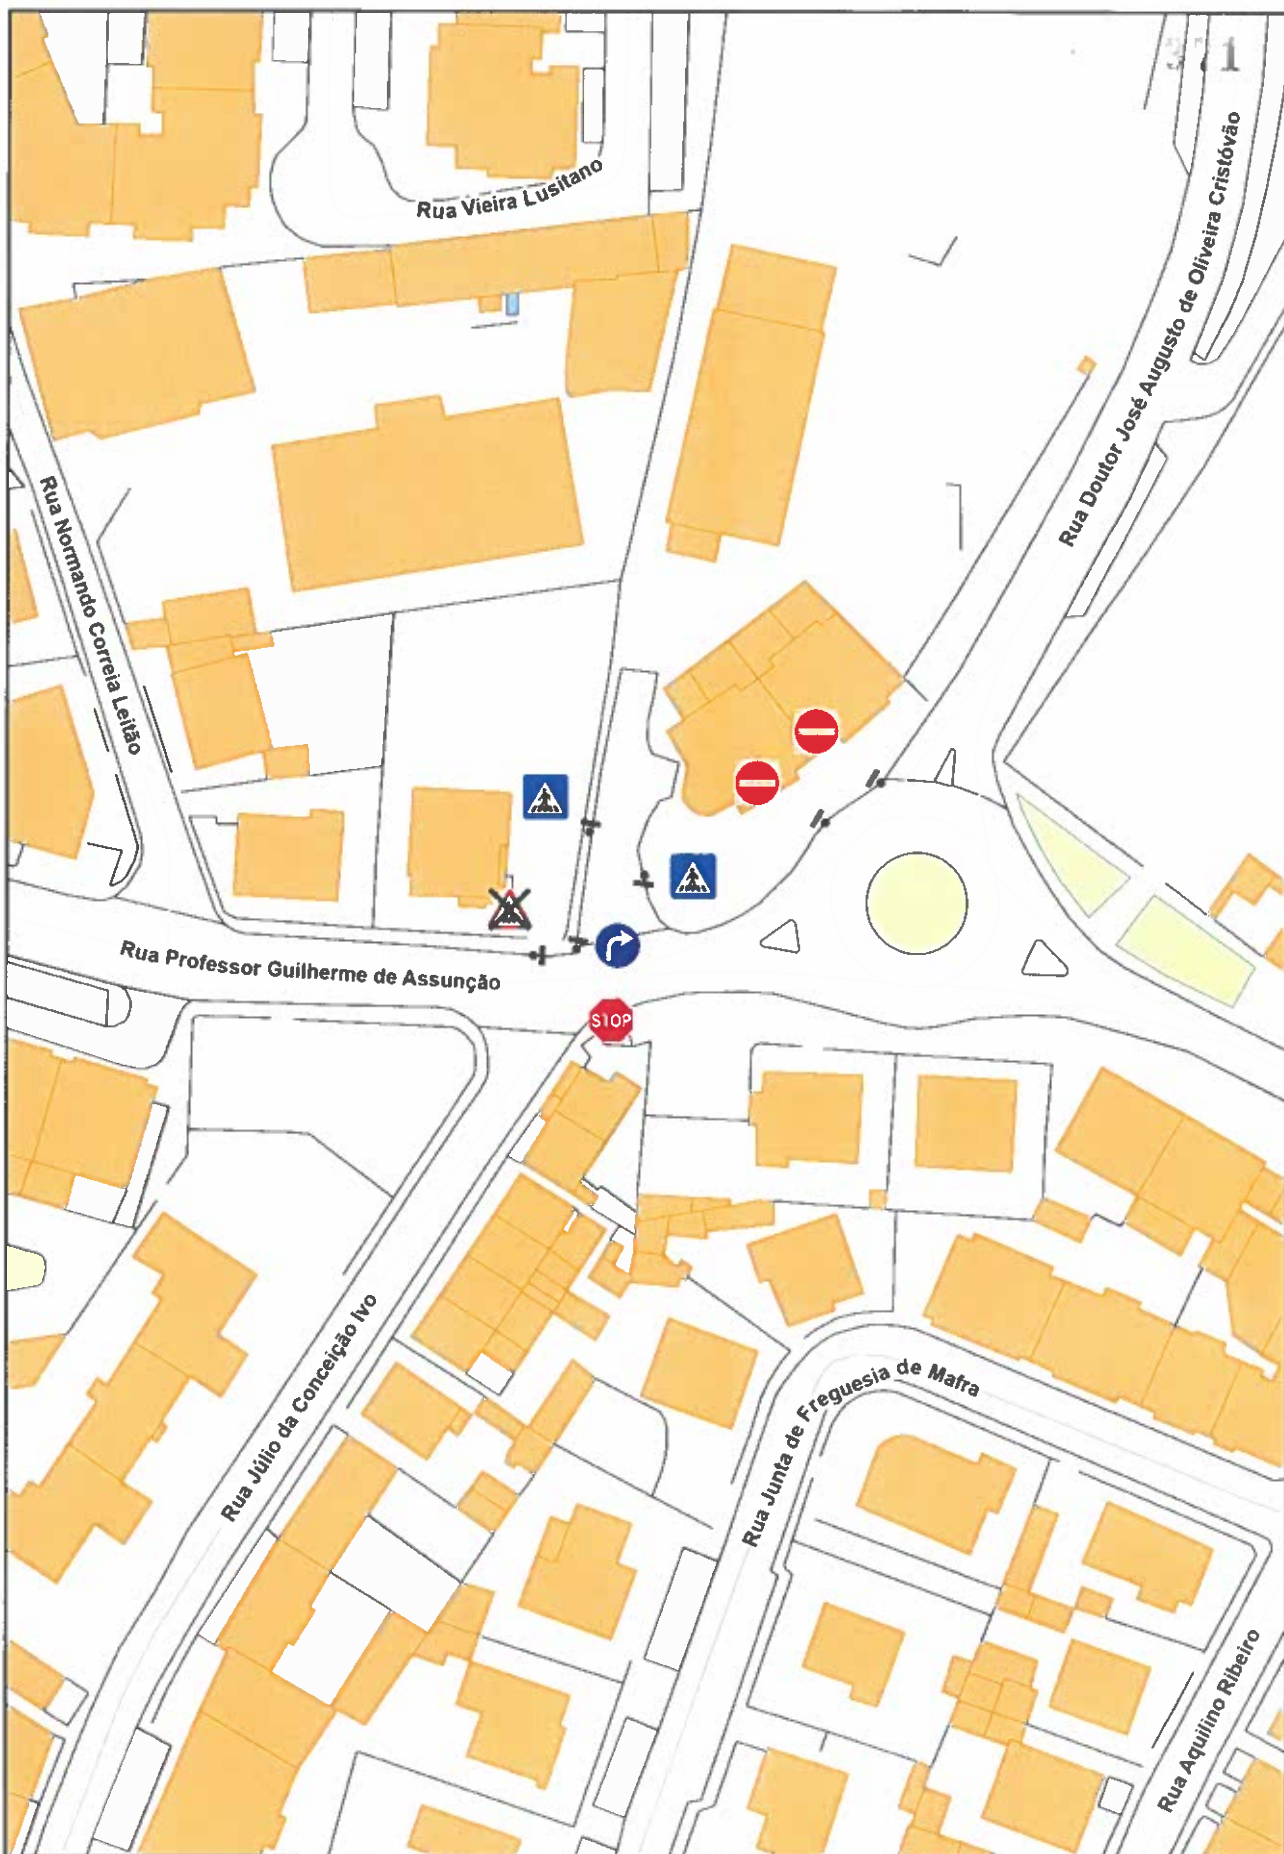 1
Rua Vieira Lusitano
Rua Doutor José Augusto de Oliveira Cristóvão
Rua Normando Correia Leitão
Rua Professor Guilherme de Assunção
STOP
Rua Júlio da Conceição Ivo
Rua Junta de Freguesia de Mafra
Rua Aquilino Ribeiro